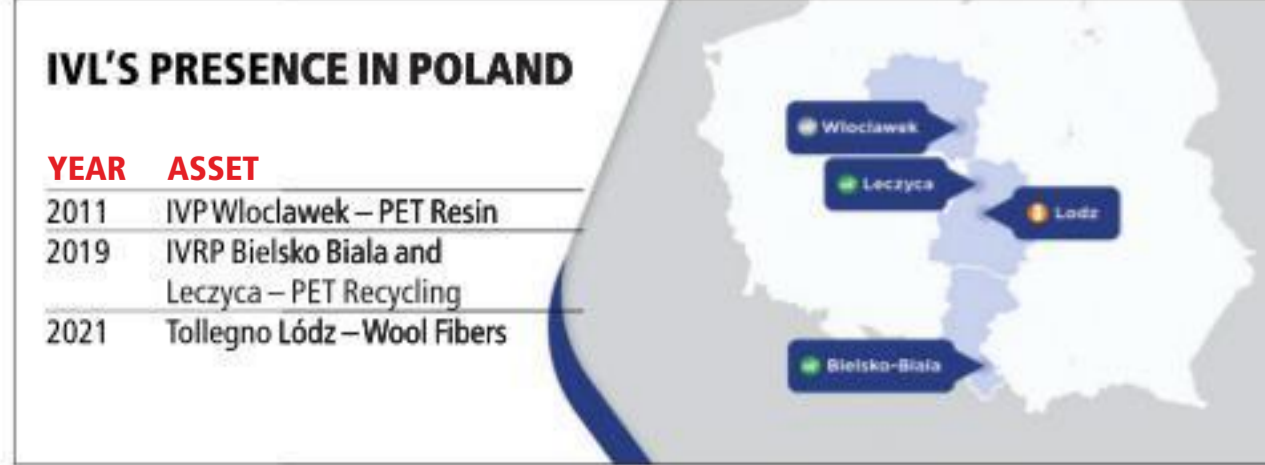 IVL'S PRESENCE IN POLAND
YEAR ASSET
2011 IVP Wloclawek – PET Resin
2019 IVRP Bielsko Biala and
Leczyca – PET Recycling
2021 Tollegno Lódz – Wool Fibers
Wloclawek
Leczyca
Lodz
Bielsko-Biala